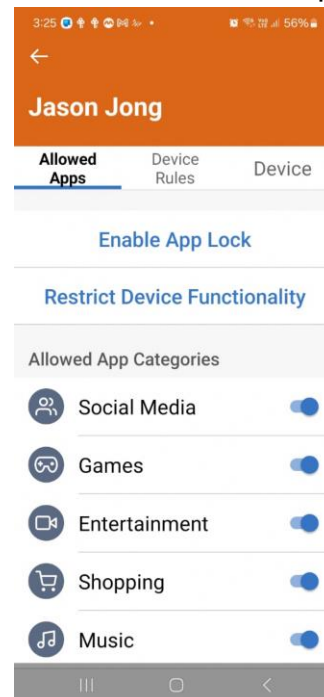 3:25
56%
Jason Jong
Allowed Apps
Device Rules
Device
Enable App Lock
Restrict Device Functionality
Allowed App Categories
Social Media
Games
Entertainment
Shopping
Music